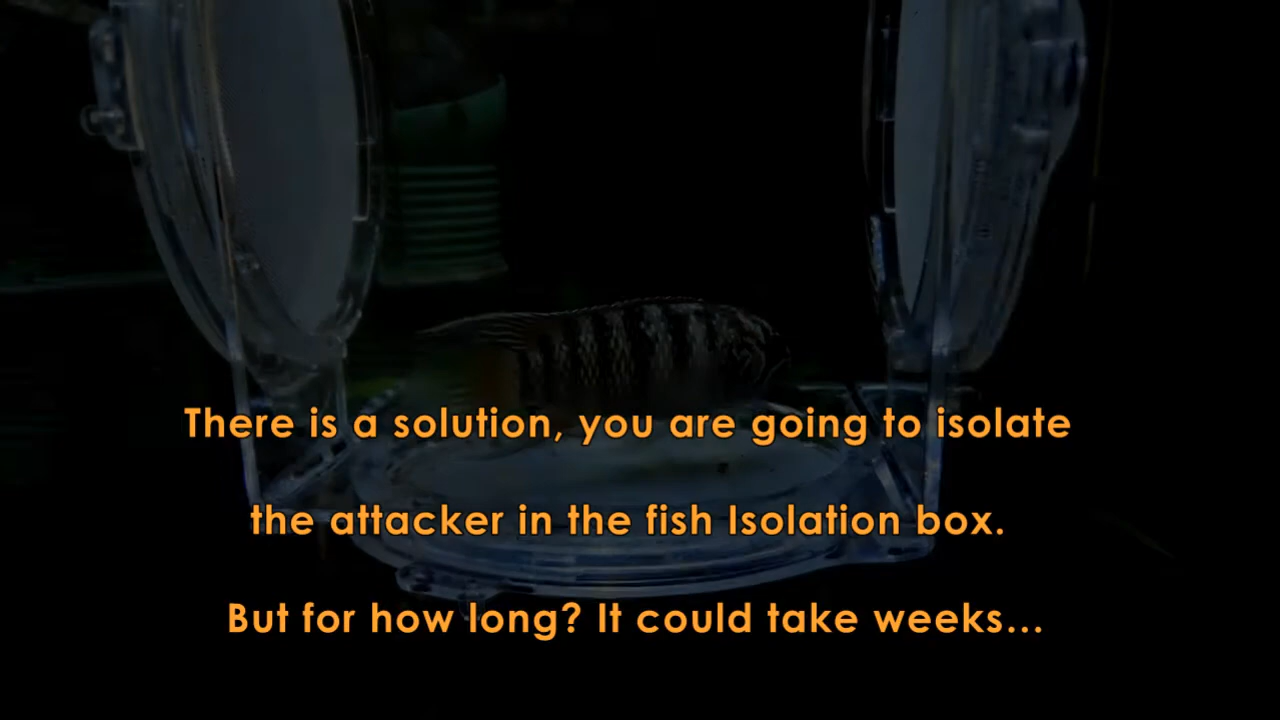 There is a solution, you are going to isolate
the attacker in the fish Isolation box.
But for how long? It could take weeks...